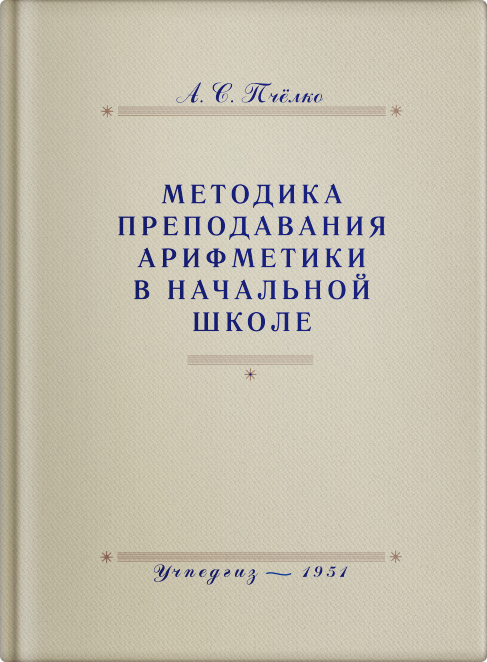 А. С. Пчёлко
МЕТОДИКА
ПРЕПОДАВАНИЯ
АРИФМЕТИКИ
В НАЧАЛЬНОЙ
ШКОЛЕ
Учпедгиз — 1951